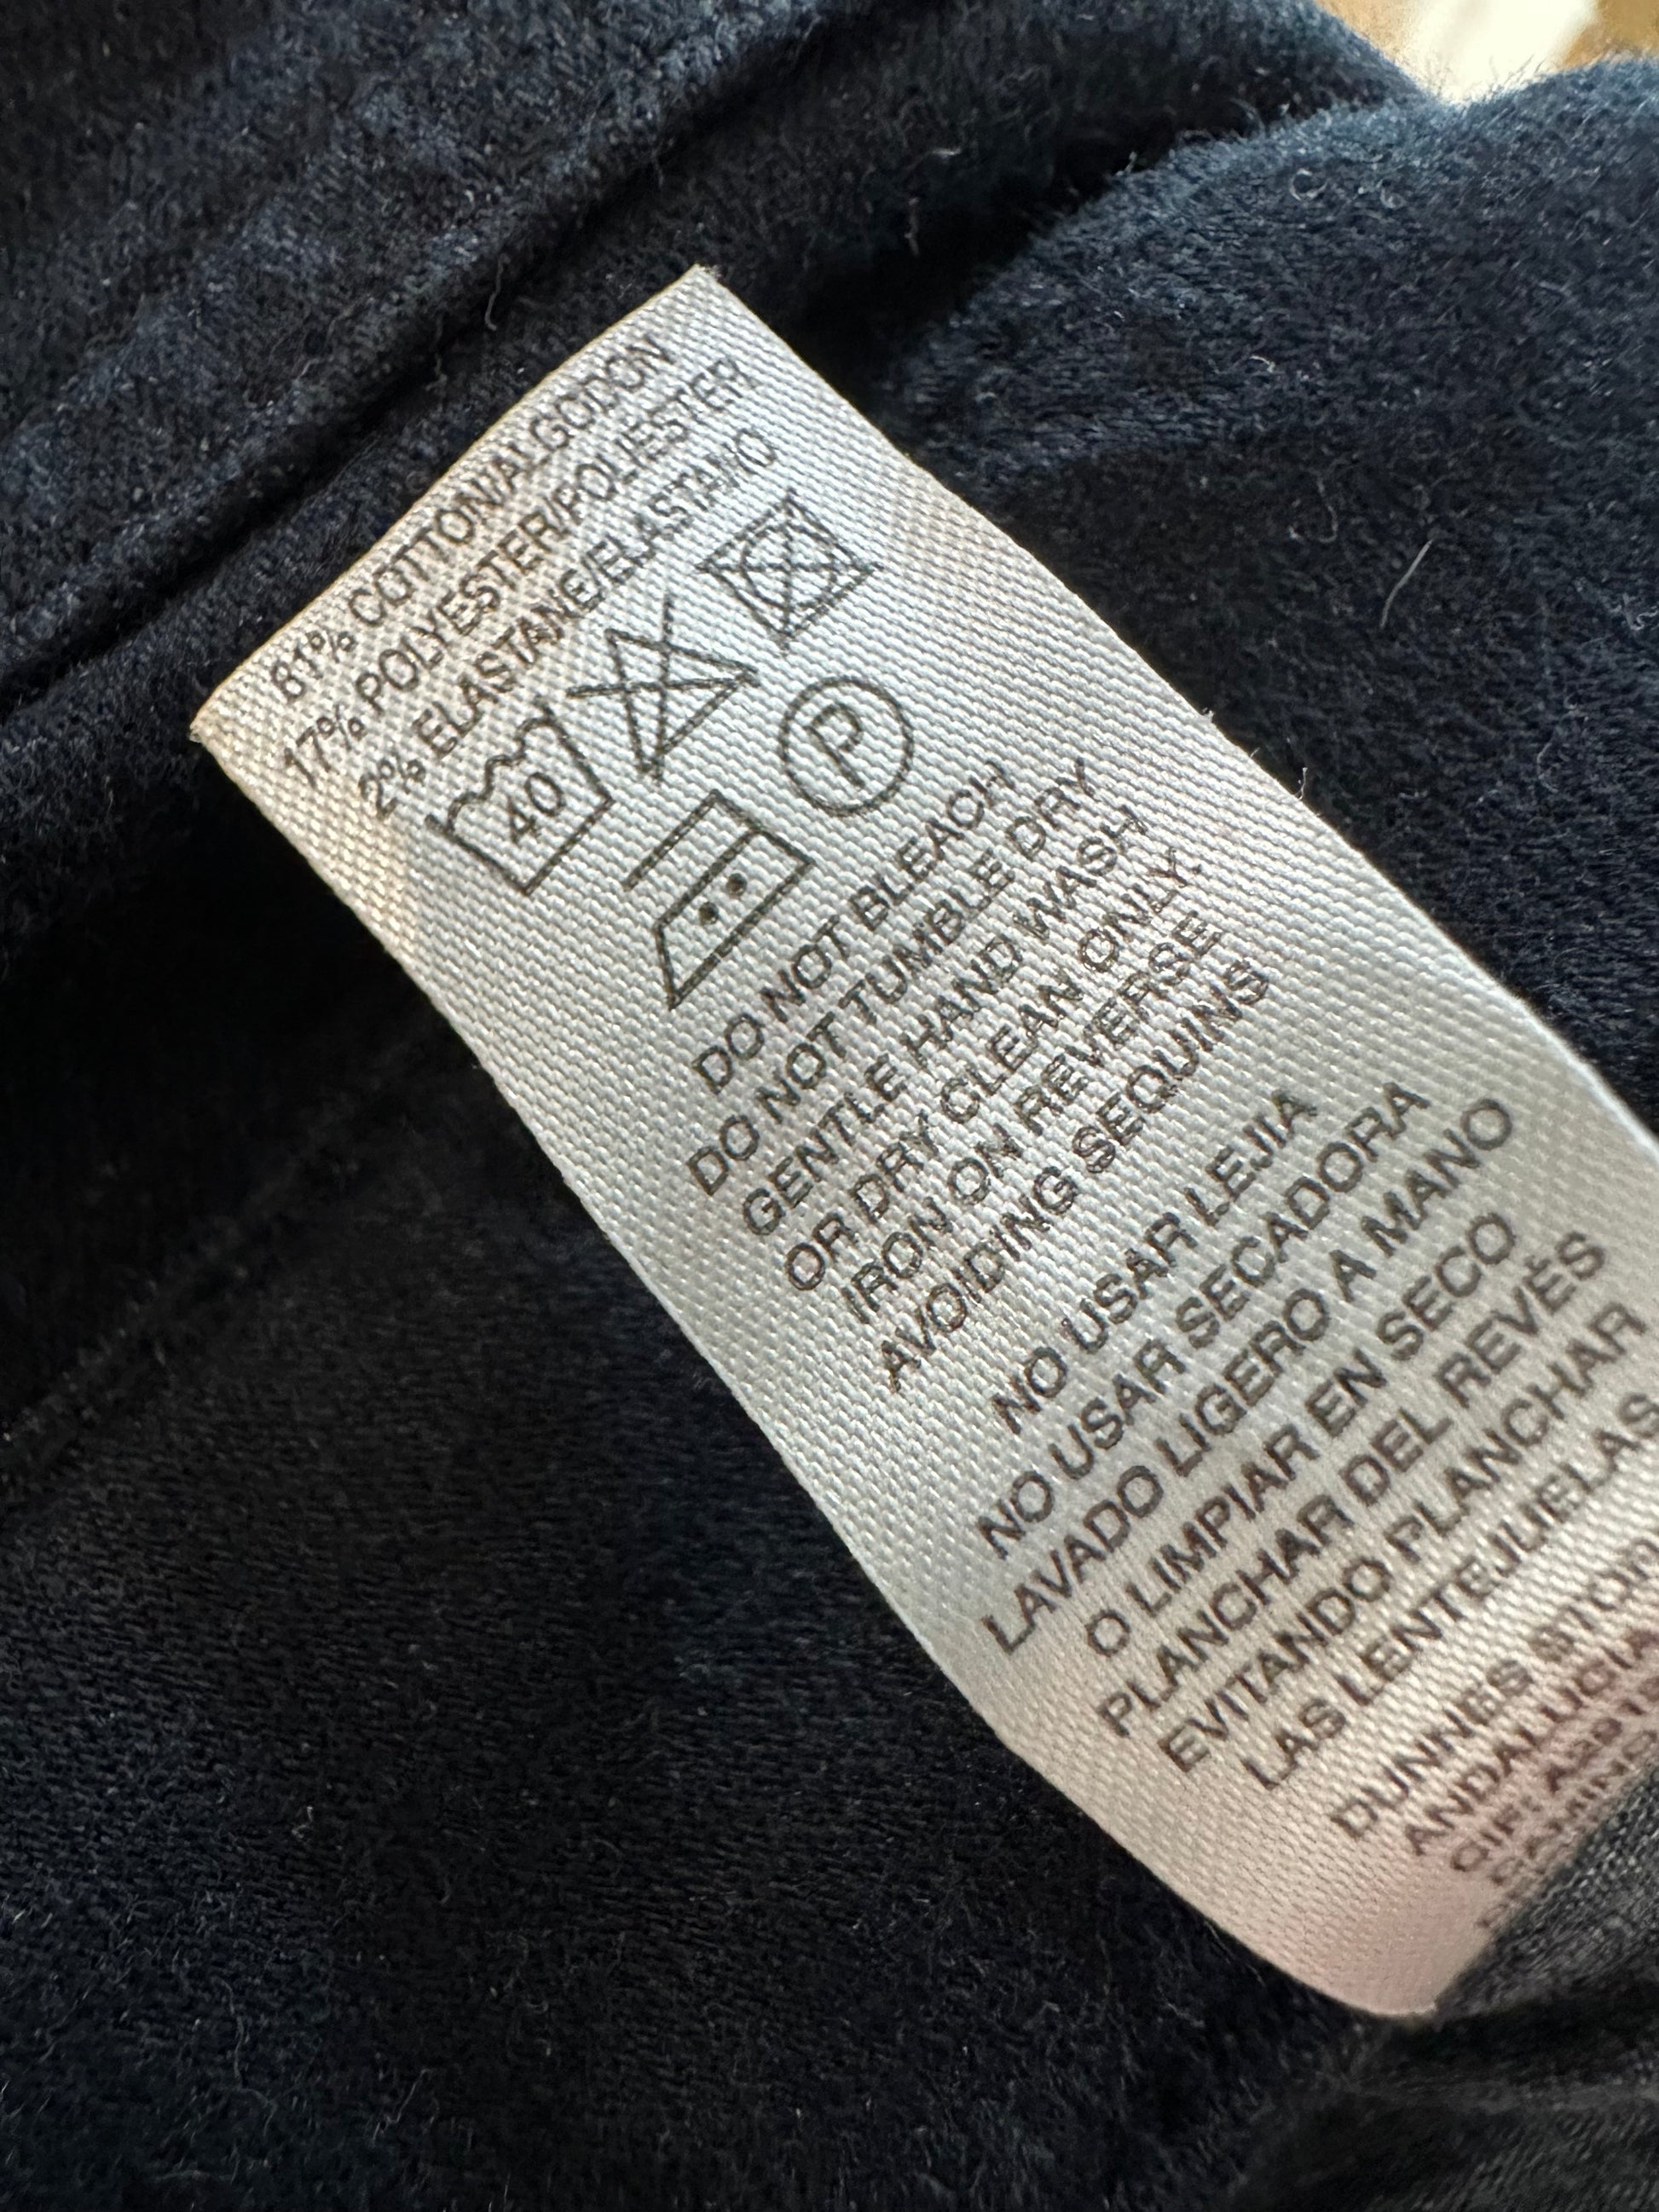 81% COTTON/ALGODON
17% POLYESTER/POLIESTER
2% ELASTANE/ELASTANO
40
P
DO NOT BLEACH
DO NOT TUMBLE DRY
GENTLE HAND WASH
OR DRY CLEAN ONLY.
IRON ON REVERSE
AVOIDING SEQUINS
NO USAR LEJIA
NO USAR SECADORA
LAVADO LIGERO A MANO
O LIMPIAR EN SECO
PLANCHAR DEL REVÉS
EVITANDO PLANCHAR
LAS LENTEJUELAS
DUNNES
ANDALUCIA
CIF: